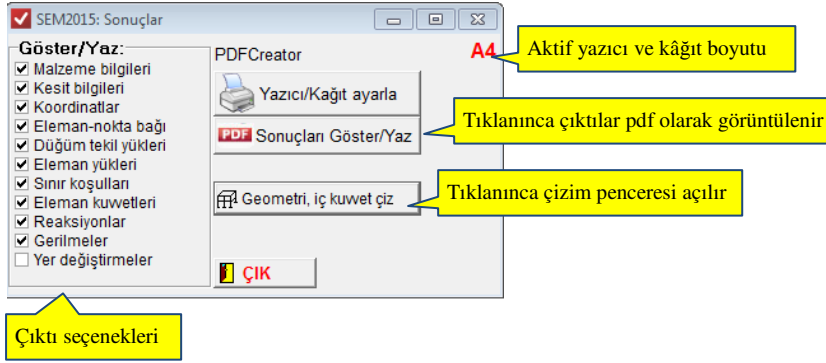 SEM2015: Sonuçlar
Göster/Yaz:
Malzeme bilgileri
Kesit bilgileri
Koordinatlar
Eleman-nokta bağı
Düğüm tekil yükleri
Eleman yükleri
Sınır koşulları
Eleman kuvvetleri
Reaksiyonlar
Gerilmeler
Yer değiştirmeler
PDFCreator
A4
Yazıcı/Kağıt ayarla
PDF Sonuçları Göster/Yaz
Geometri, iç kuvvet çiz
ÇIK
Aktif yazıcı ve kâğıt boyutu
Tıklanınca çıktılar pdf olarak görüntülenir
Tıklanınca çizim penceresi açılır
Çıktı seçenekleri